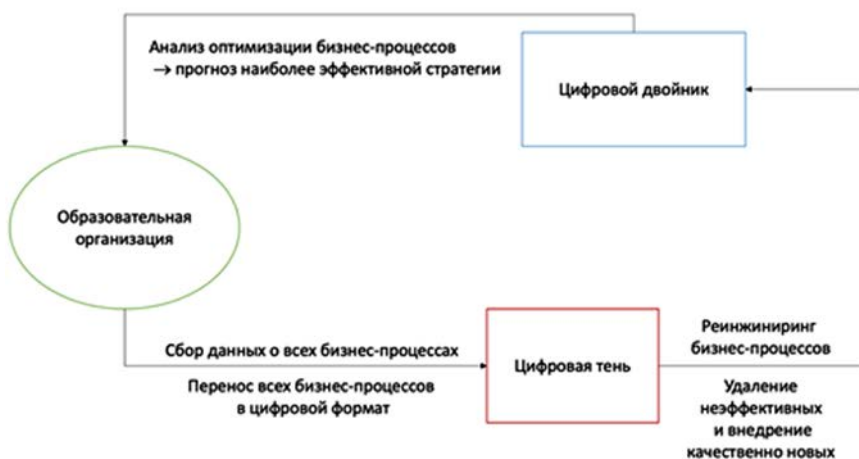 Анализ оптимизации бизнес-процессов
→ прогноз наиболее эффективной стратегии
Цифровой двойник
Образовательная
организация
Сбор данных о всех бизнес-процессах
Перенос всех бизнес-процессов
в цифровой формат
Цифровая тень
Реинжиниринг
бизнес-процессов
Удаление
неэффективных
и внедрение
качественно новых